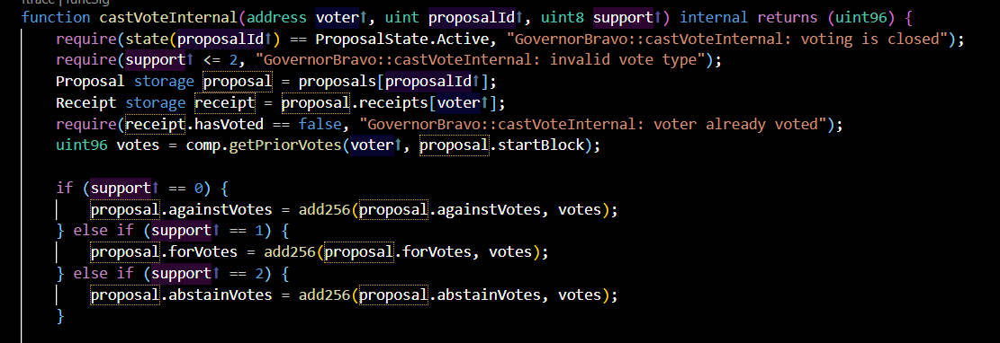 ftrace | funcSig
function castVoteInternal(address voter↑, uint proposalId↑, uint8 support↑) internal returns (uint96) {
require(state(proposalId↑) == ProposalState.Active, "GovernorBravo::castVoteInternal: voting is closed");
require(support↑ <= 2, "GovernorBravo::castVoteInternal: invalid vote type");
Proposal storage proposal = proposals[proposalId↑];
Receipt storage receipt = proposal.receipts[voter↑];
require(receipt.hasVoted == false, "GovernorBravo::castVoteInternal: voter already voted");
uint96 votes = comp.getPriorVotes(voter↑, proposal.startBlock);
if (support↑ == 0) {
proposal.againstVotes = add256(proposal.againstVotes, votes);
} else if (support↑ == 1) {
proposal.forVotes = add256(proposal.forVotes, votes);
} else if (support↑ == 2) {
proposal.abstainVotes = add256(proposal.abstainVotes, votes);
}